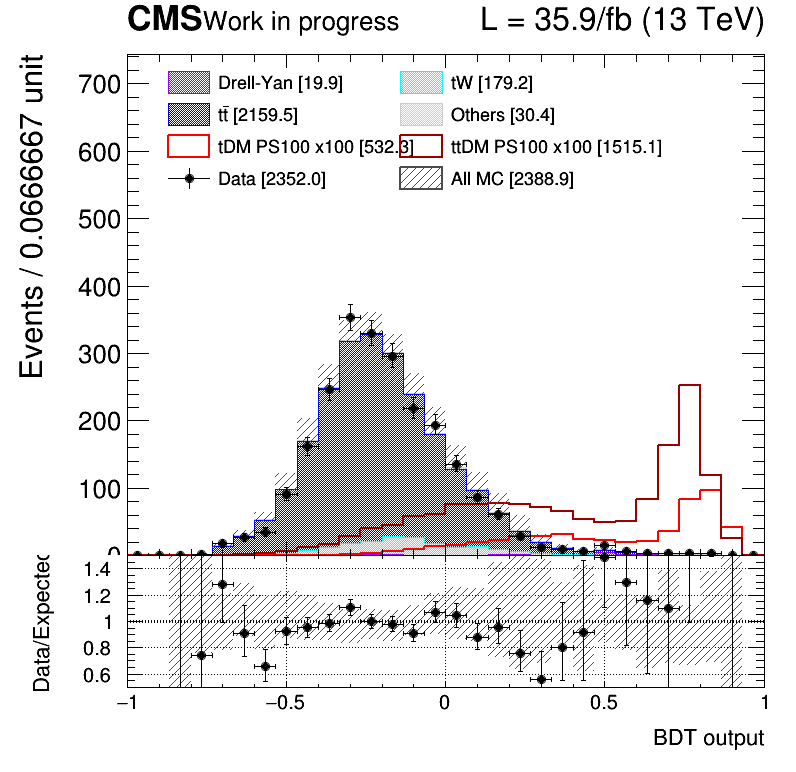 CMS Work in progress L = 35.9/fb (13 TeV)
Events / 0.0666667 unit
700
600
500
400
300
200
100
0
Drell-Yan [19.9] tW [179.2]
tt̄ [2159.5] Others [30.4]
tDM PS100 x100 [532.3] ttDM PS100 x100 [1515.1]
Data [2352.0] All MC [2388.9]
Data/Expected
1.4
1.2
1
0.8
0.6
−1 −0.5 0 0.5 1
BDT output